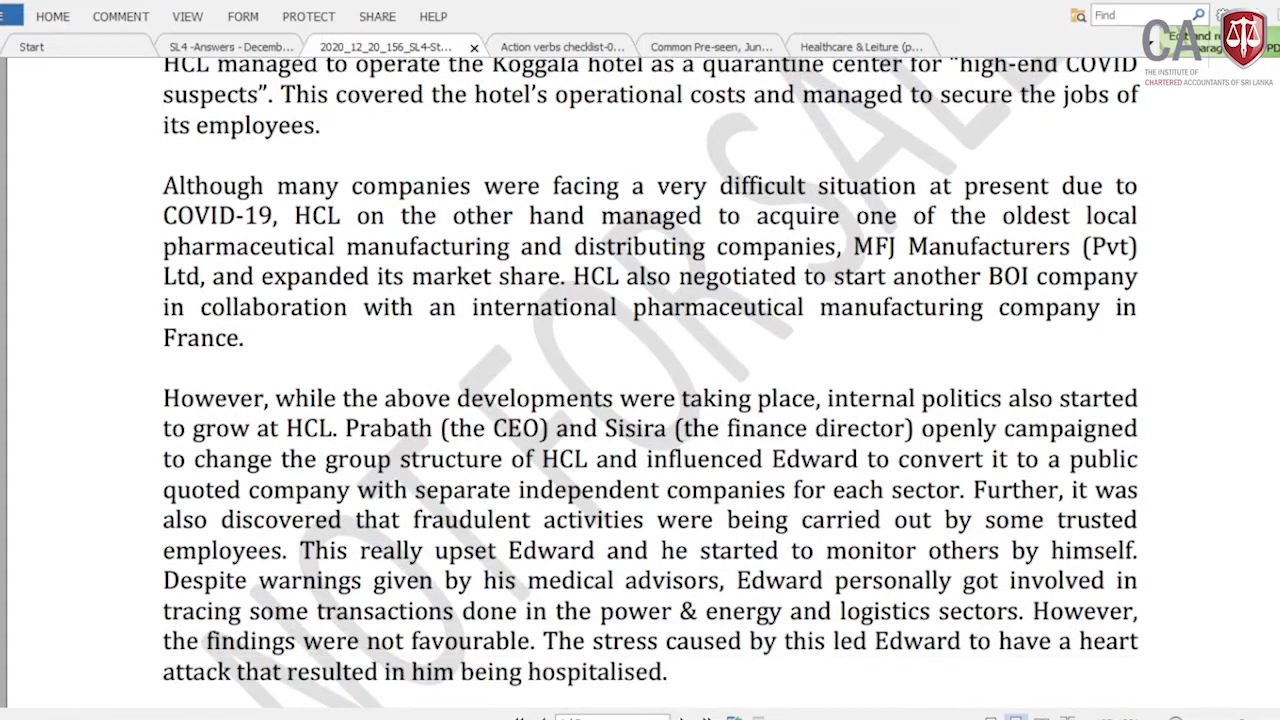 HOME COMMENT VIEW FORM PROTECT SHARE HELP
Find
Start
SL4 -Answers - Decemb...
2020_12_20_156_SL4-St...
Action verbs checklist-0...
Common Pre-seen, Jun...
Healthcare & Leiture (p...
CA
THE INSTITUTE OF
CHARTERED ACCOUNTANTS OF SRI LANKA
HCL managed to operate the Koggala hotel as a quarantine center for “high-end COVID
suspects”. This covered the hotel’s operational costs and managed to secure the jobs of
its employees.
Although many companies were facing a very difficult situation at present due to
COVID-19, HCL on the other hand managed to acquire one of the oldest local
pharmaceutical manufacturing and distributing companies, MFJ Manufacturers (Pvt)
Ltd, and expanded its market share. HCL also negotiated to start another BOI company
in collaboration with an international pharmaceutical manufacturing company in
France.
However, while the above developments were taking place, internal politics also started
to grow at HCL. Prabath (the CEO) and Sisira (the finance director) openly campaigned
to change the group structure of HCL and influenced Edward to convert it to a public
quoted company with separate independent companies for each sector. Further, it was
also discovered that fraudulent activities were being carried out by some trusted
employees. This really upset Edward and he started to monitor others by himself.
Despite warnings given by his medical advisors, Edward personally got involved in
tracing some transactions done in the power & energy and logistics sectors. However,
the findings were not favourable. The stress caused by this led Edward to have a heart
attack that resulted in him being hospitalised.
NOT FOR SALE